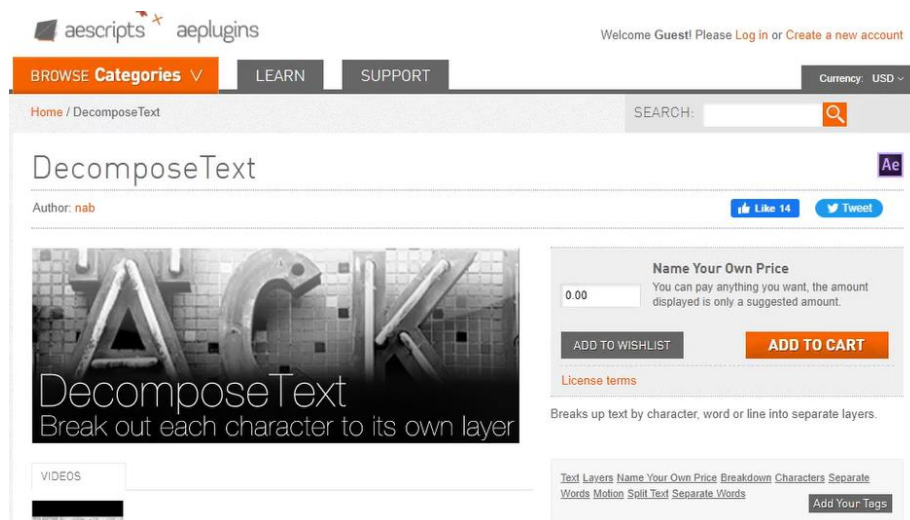 aescripts + aeplugins
Welcome Guest! Please Log in or Create a new account
BROWSE Categories
LEARN
SUPPORT
Currency: USD
Home / DecomposeText
SEARCH:
DecomposeText
Ae
Author: nab
Like 14
Tweet
ACK
DecomposeText
Break out each character to its own layer
Name Your Own Price
0.00
You can pay anything you want, the amount
displayed is only a suggested amount.
ADD TO WISHLIST
ADD TO CART
License terms
Breaks up text by character, word or line into separate layers.
VIDEOS
Text Layers Name Your Own Price Breakdown Characters Separate
Words Motion Split Text Separate Words
Add Your Tags